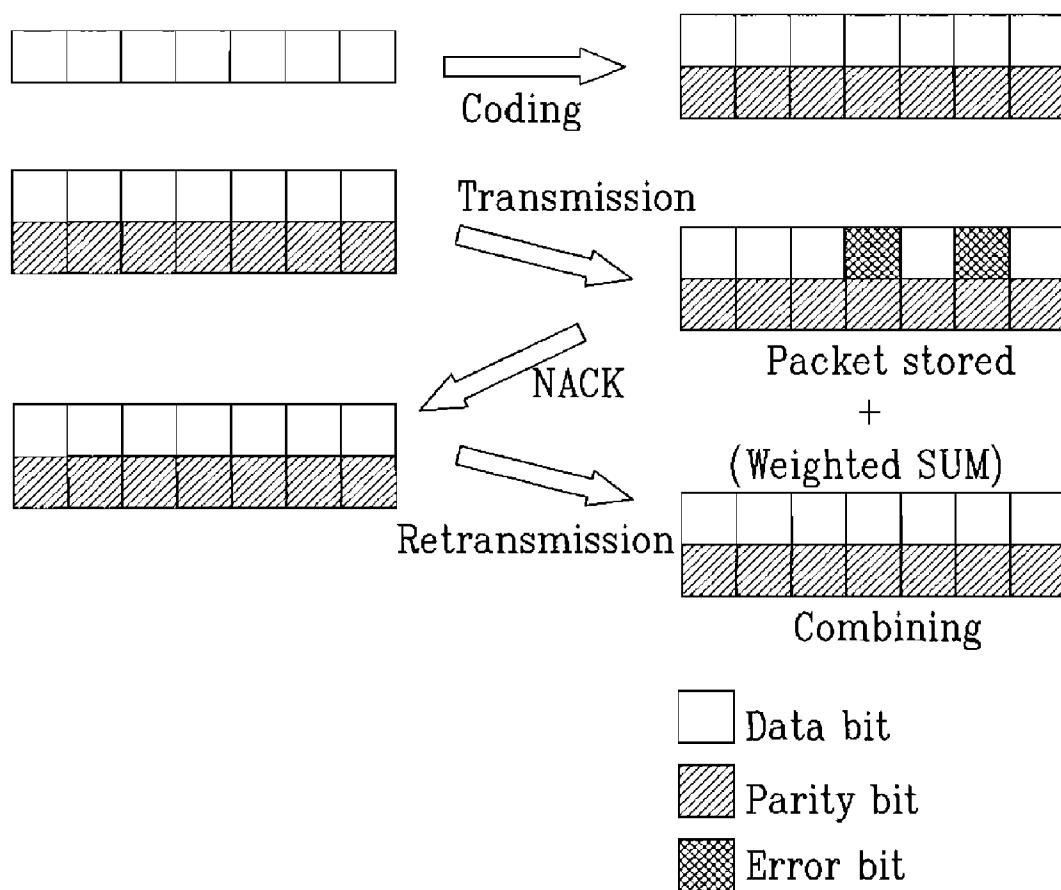 Coding
Transmission
NACK
Packet stored
+
(Weighted SUM)
Retransmission
Combining
Data bit
Parity bit
Error bit